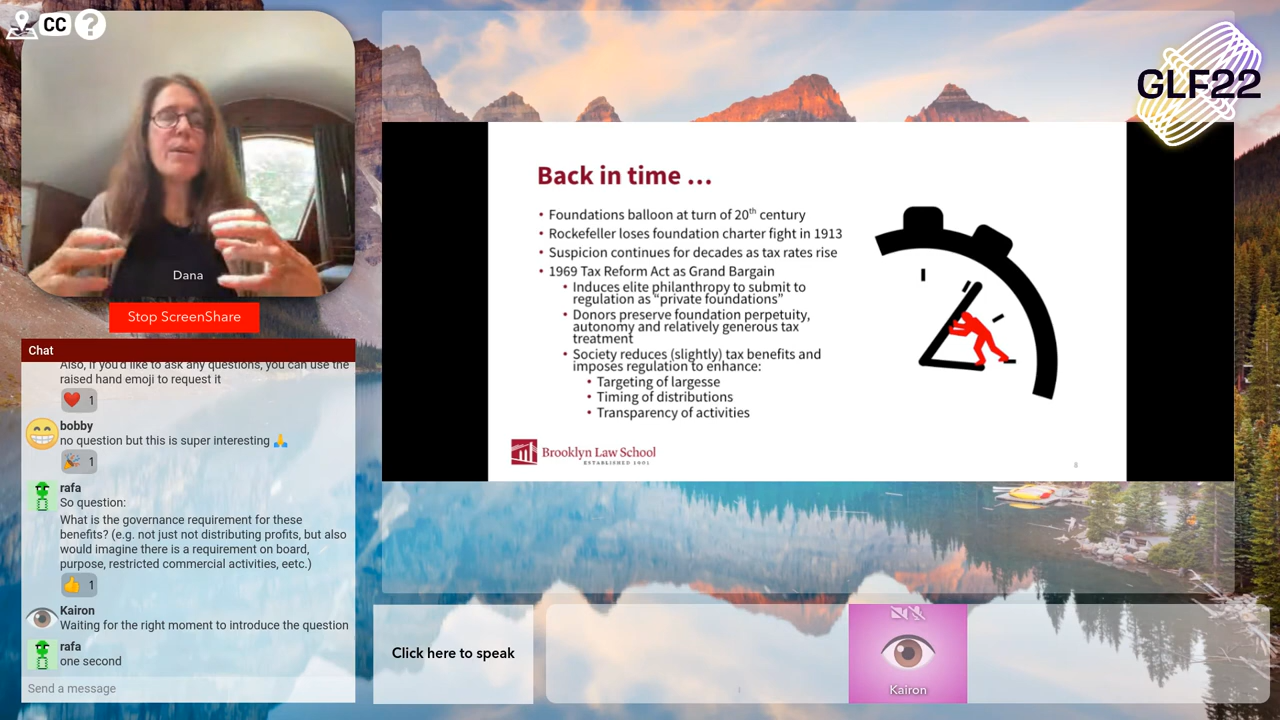 CC
?
GLF22
Dana
Stop ScreenShare
Chat
Also, if you'd like to ask any questions, you can use the
raised hand emoji to request it
1
bobby
no question but this is super interesting
1
rafa
So question:
What is the governance requirement for these
benefits? (e.g. not just not distributing profits, but also
would imagine there is a requirement on board,
purpose, restricted commercial activities, eetc.)
1
Kairon
Waiting for the right moment to introduce the question
rafa
one second
Send a message
Back in time ...
• Foundations balloon at turn of 20th century
• Rockefeller loses foundation charter fight in 1913
• Suspicion continues for decades as tax rates rise
• 1969 Tax Reform Act as Grand Bargain
• Induces elite philanthropy to submit to
regulation as “private foundations”
• Donors preserve foundation perpetuity,
autonomy and relatively generous tax
treatment
• Society reduces (slightly) tax benefits and
imposes regulation to enhance:
• Targeting of largesse
• Timing of distributions
• Transparency of activities
Brooklyn Law School
ESTABLISHED 1901
8
Click here to speak
Kairon